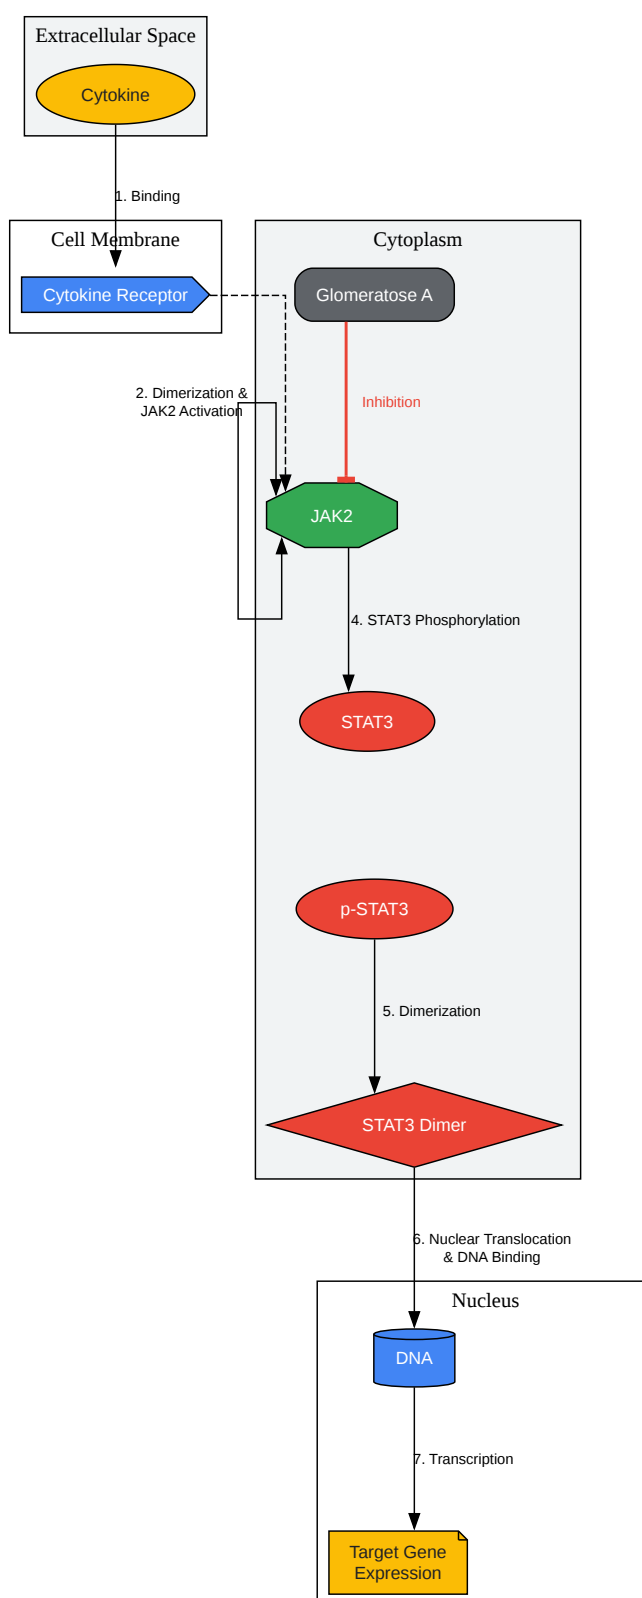 Extracellular Space
Cytokine
1. Binding
Cell Membrane
Cytoplasm
Cytokine Receptor
Glomeratose A
2. Dimerization &
JAK2 Activation
Inhibition
JAK2
4. STAT3 Phosphorylation
STAT3
p-STAT3
5. Dimerization
STAT3 Dimer
6. Nuclear Translocation
& DNA Binding
Nucleus
DNA
7. Transcription
Target Gene
Expression